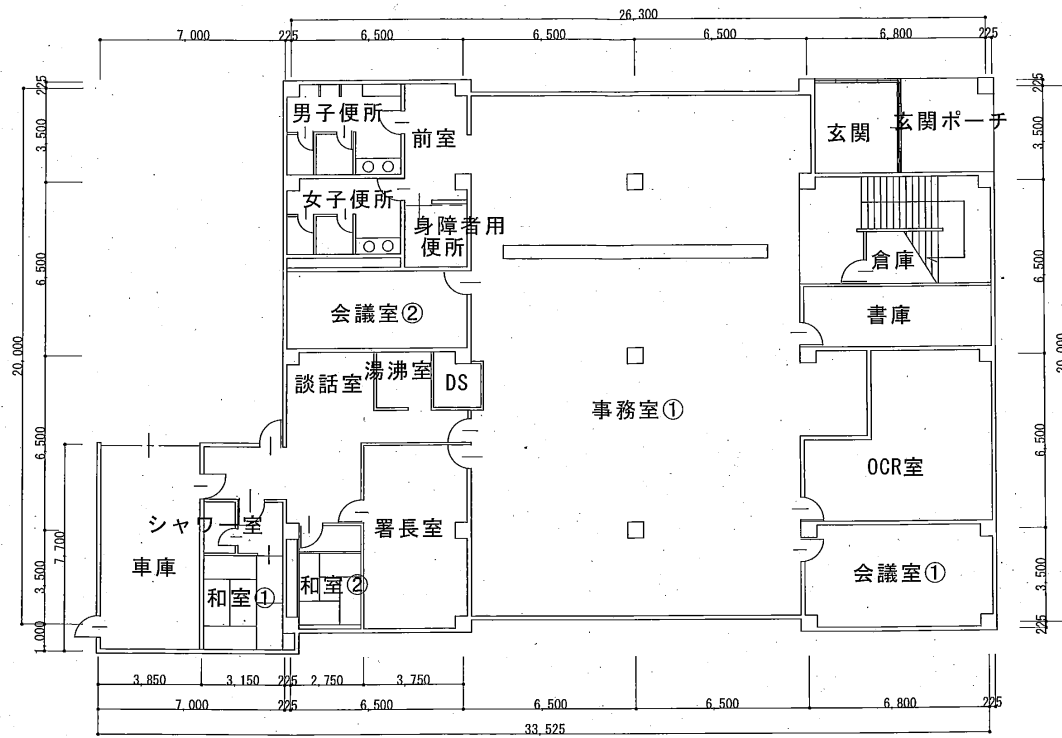 26,300
7,000
225
6,500
6,500
6,500
6,800
225
225
3,500
6,500
6,500
3,500
1,000
20,000
7,700
225
3,500
6,500
6,500
3,500
225
20,000
男子便所
前室
玄関
玄関ポーチ
女子便所
身障者用
便所
倉庫
会議室②
書庫
談話室
湯沸室
DS
事務室①
OCR室
シャワー室
署長室
車庫
和室①
和室②
会議室①
3,850
3,150
225
2,750
3,750
7,000
225
6,500
6,500
6,500
6,800
225
33,525